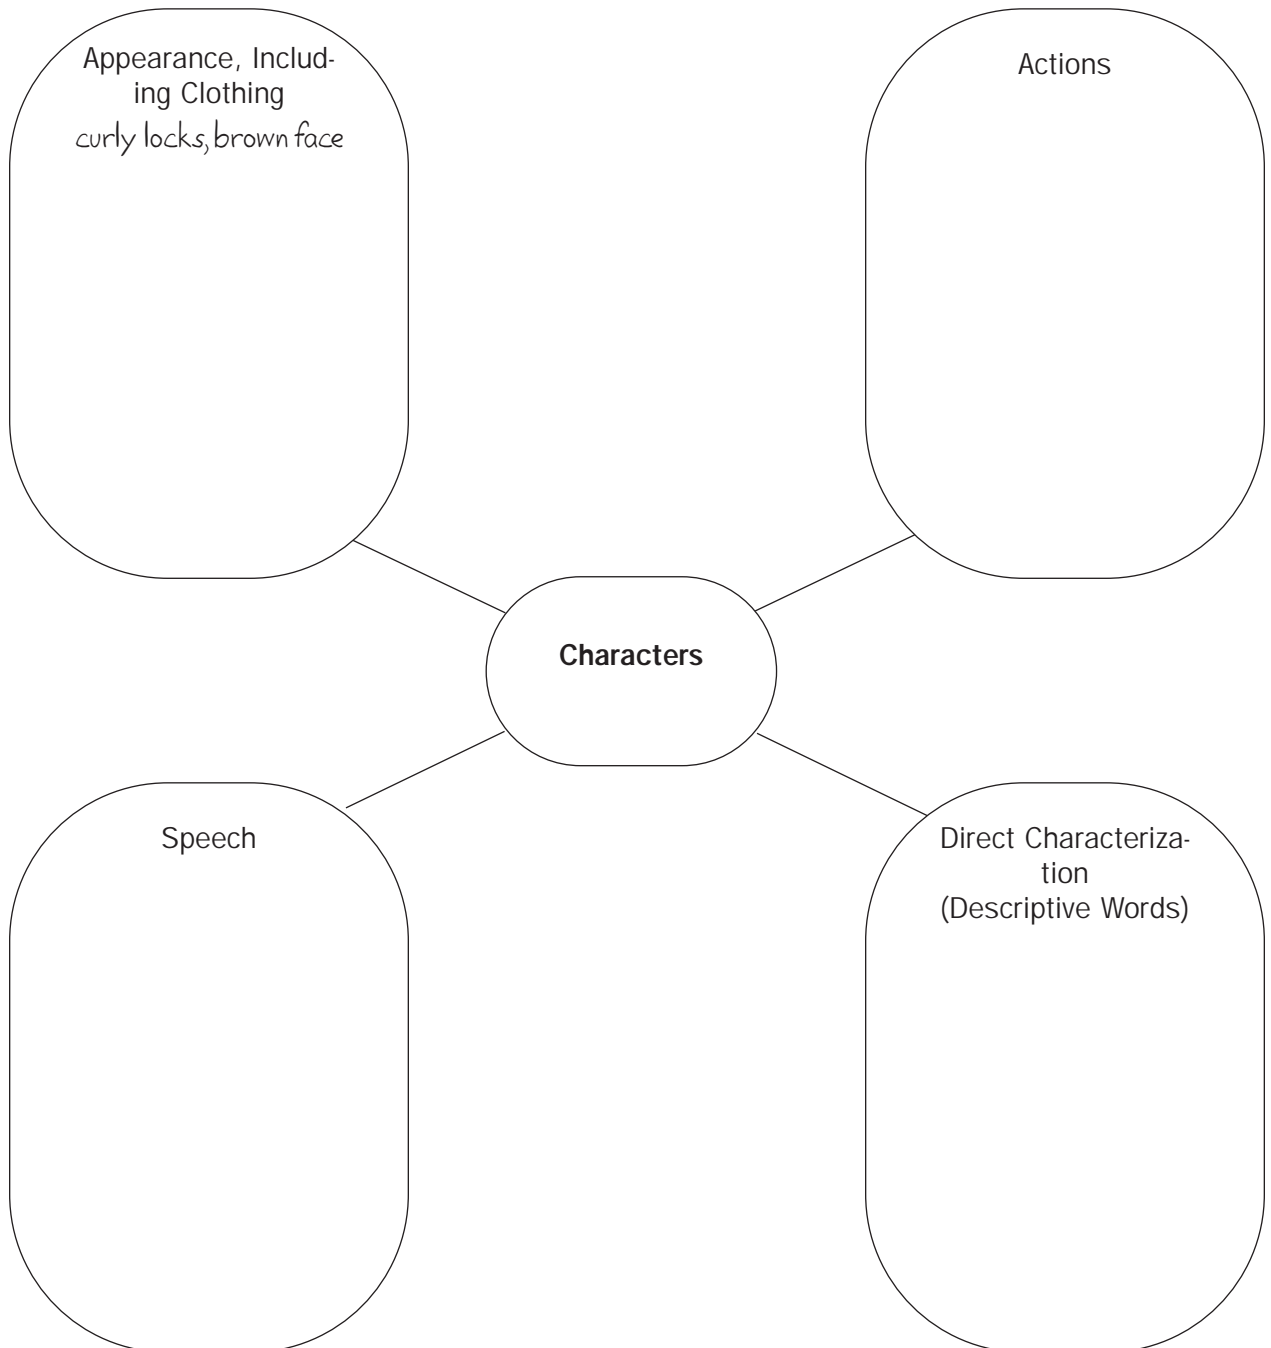 Appearance, Includ-
ing Clothing
curly locks, brown face
Actions
Characters
Speech
Direct Characteriza-
tion
(Descriptive Words)